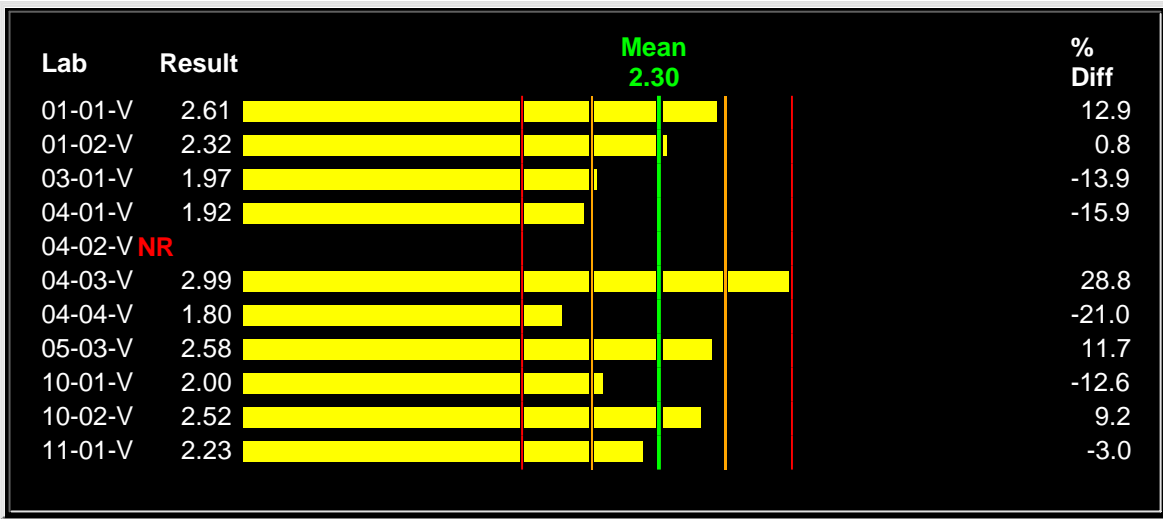 Lab Result Mean 2.30 % Diff
01-01-V 2.61 12.9
01-02-V 2.32 0.8
03-01-V 1.97 -13.9
04-01-V 1.92 -15.9
04-02-V NR
04-03-V 2.99 28.8
04-04-V 1.80 -21.0
05-03-V 2.58 11.7
10-01-V 2.00 -12.6
10-02-V 2.52 9.2
11-01-V 2.23 -3.0